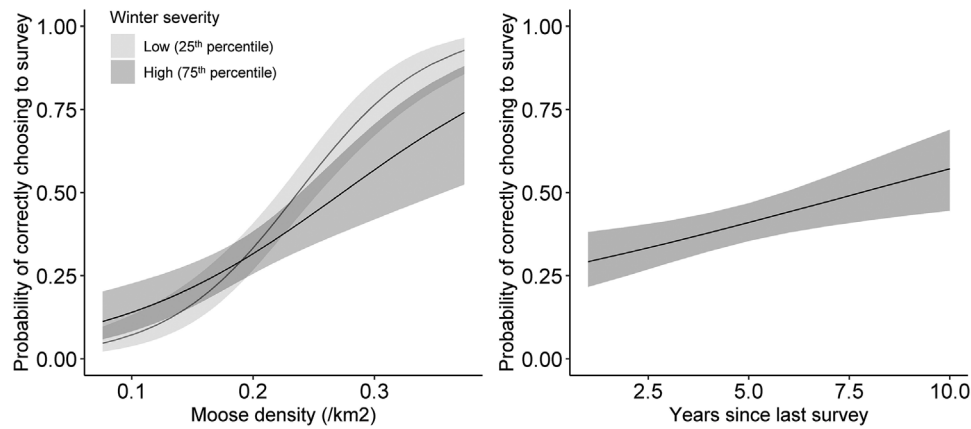 Winter severity
Low (25th percentile)
High (75th percentile)
Probability of correctly choosing to survey
1.00
0.75
0.50
0.25
0.00
0.1 0.2 0.3
Moose density (/km2)
Probability of correctly choosing to survey
1.00
0.75
0.50
0.25
0.00
2.5 5.0 7.5 10.0
Years since last survey